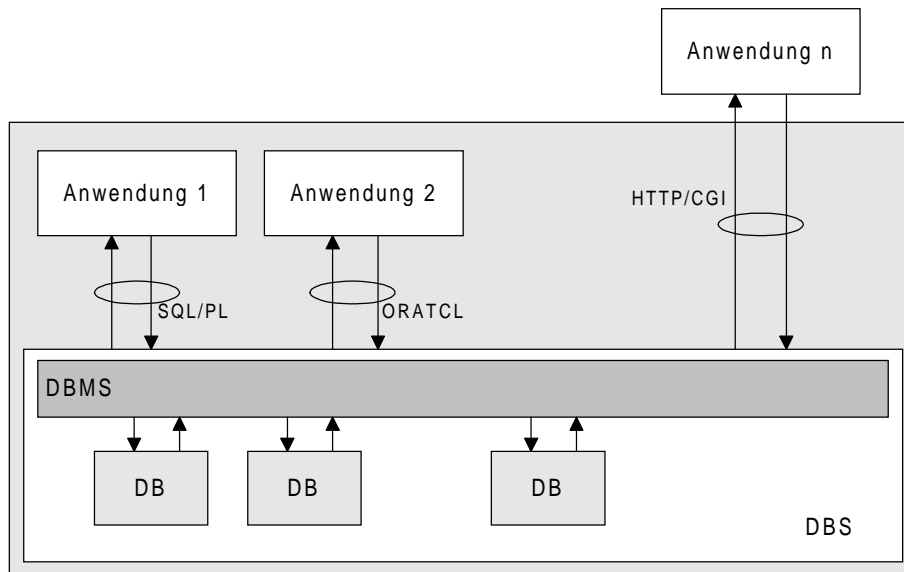 Anwendung n
Anwendung 1
Anwendung 2
HTTP/CGI
SQL/PL
ORATCL
DBMS
DB
DB
DB
DBS